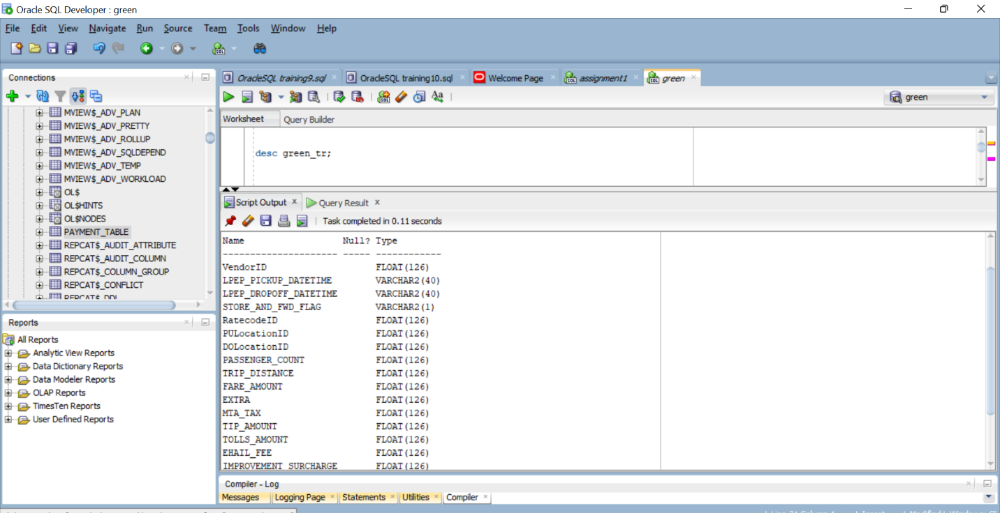 Oracle SQL Developer : green
File Edit View Navigate Run Source Team Tools Window Help
Connections
MVIEW$_ADV_PLAN
MVIEW$_ADV_PRETTY
MVIEW$_ADV_ROLLUP
MVIEW$_ADV_SQLDEPEND
MVIEW$_ADV_TEMP
MVIEW$_ADV_WORKLOAD
OL$
OL$HINTS
OL$NODES
PAYMENT_TABLE
REPCAT$_AUDIT_ATTRIBUTE
REPCAT$_AUDIT_COLUMN
REPCAT$_COLUMN_GROUP
REPCAT$_CONFLICT
REPCAT$_DDL
Reports
All Reports
Analytic View Reports
Data Dictionary Reports
Data Modeler Reports
OLAP Reports
TimesTen Reports
User Defined Reports
OracleSQL training9.sql OracleSQL training10.sql Welcome Page assignment1 green
green
Worksheet Query Builder
desc green_tr;
Script Output x Query Result x
Task completed in 0.11 seconds
Name Null? Type
--------------------- ----- ------------
VendorID FLOAT(126)
LPEP_PICKUP_DATETIME VARCHAR2(40)
LPEP_DROPOFF_DATETIME VARCHAR2(40)
STORE_AND_FWD_FLAG VARCHAR2(1)
RatecodeID FLOAT(126)
PULocationID FLOAT(126)
DOLocationID FLOAT(126)
PASSENGER_COUNT FLOAT(126)
TRIP_DISTANCE FLOAT(126)
FARE_AMOUNT FLOAT(126)
EXTRA FLOAT(126)
MTA_TAX FLOAT(126)
TIP_AMOUNT FLOAT(126)
TOLLS_AMOUNT FLOAT(126)
EHAIL_FEE FLOAT(126)
IMPROVEMENT_SURCHARGE FLOAT(126)
Compiler - Log
Messages Logging Page Statements Utilities Compiler